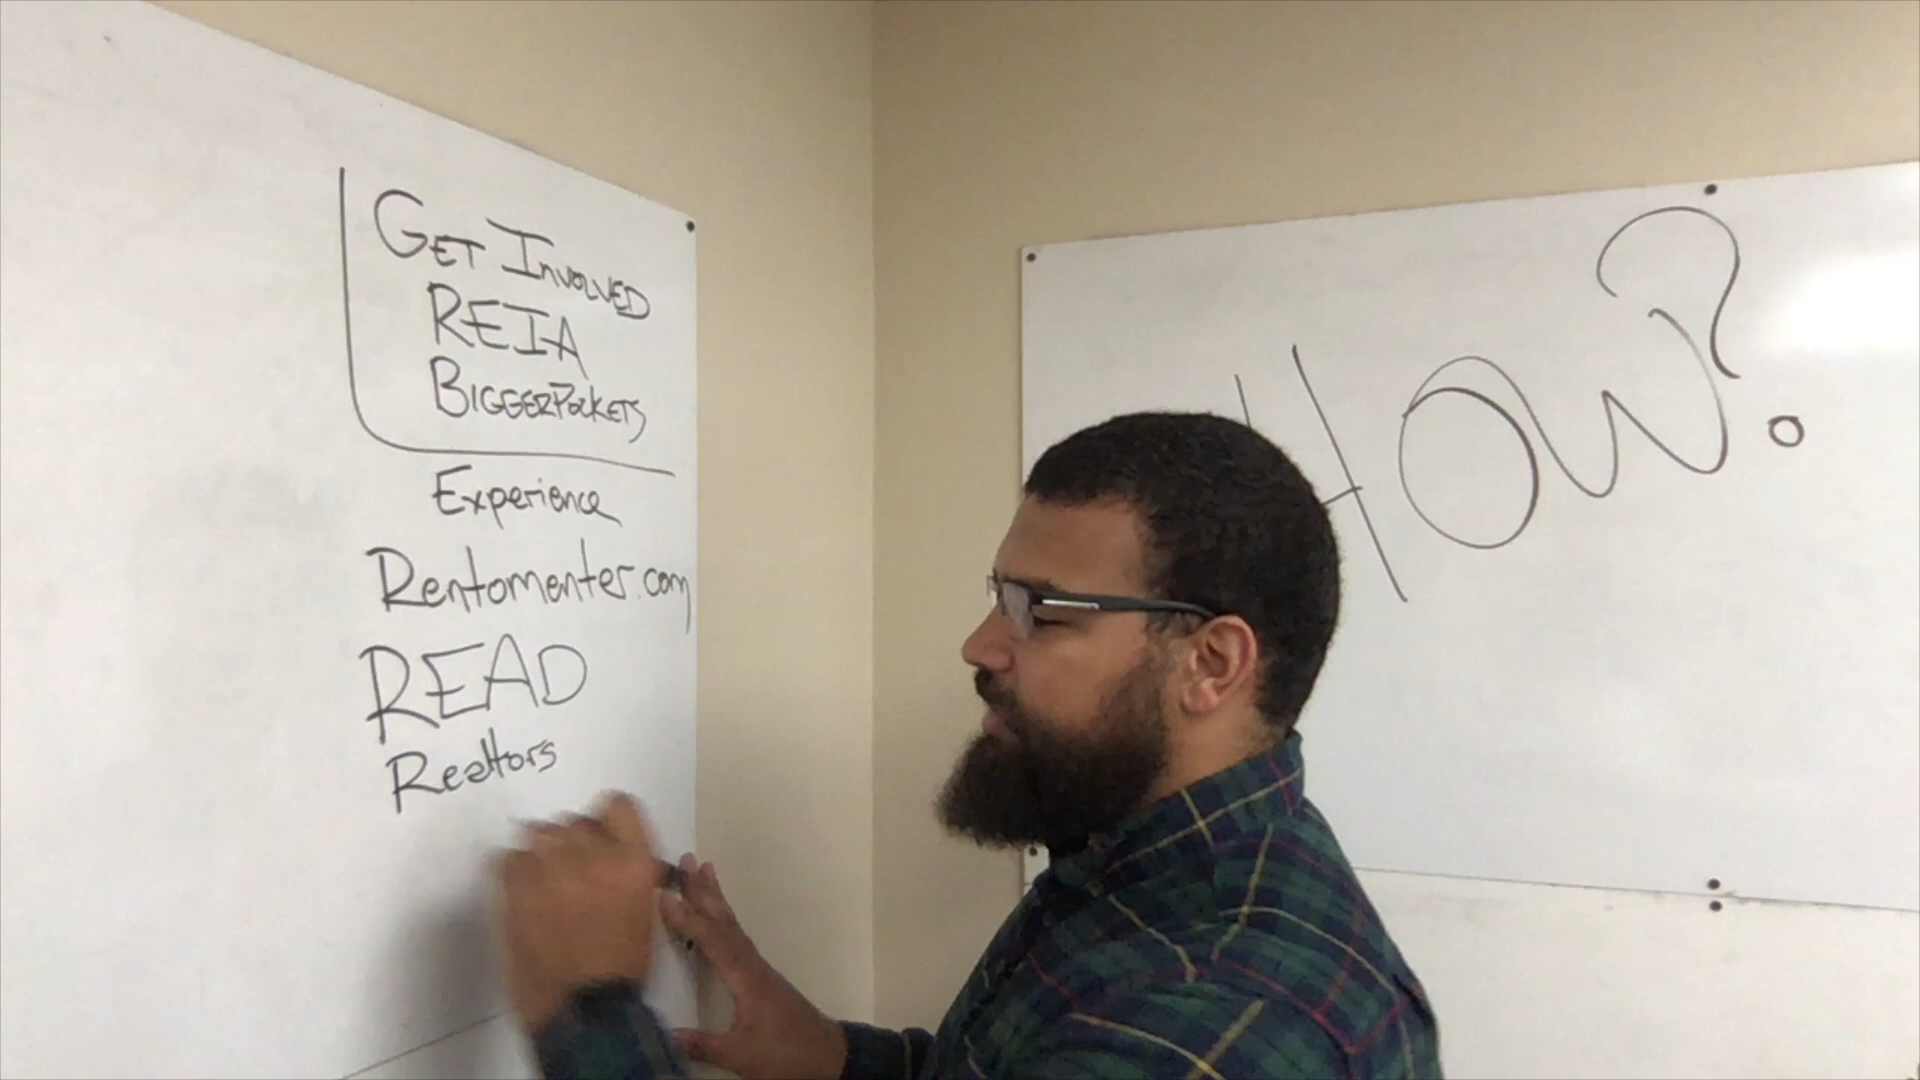 GET INVOLVED
REIA
BIGGERPOCKETS
Experience
Rentomenter.com
READ
Realtors
HOW?